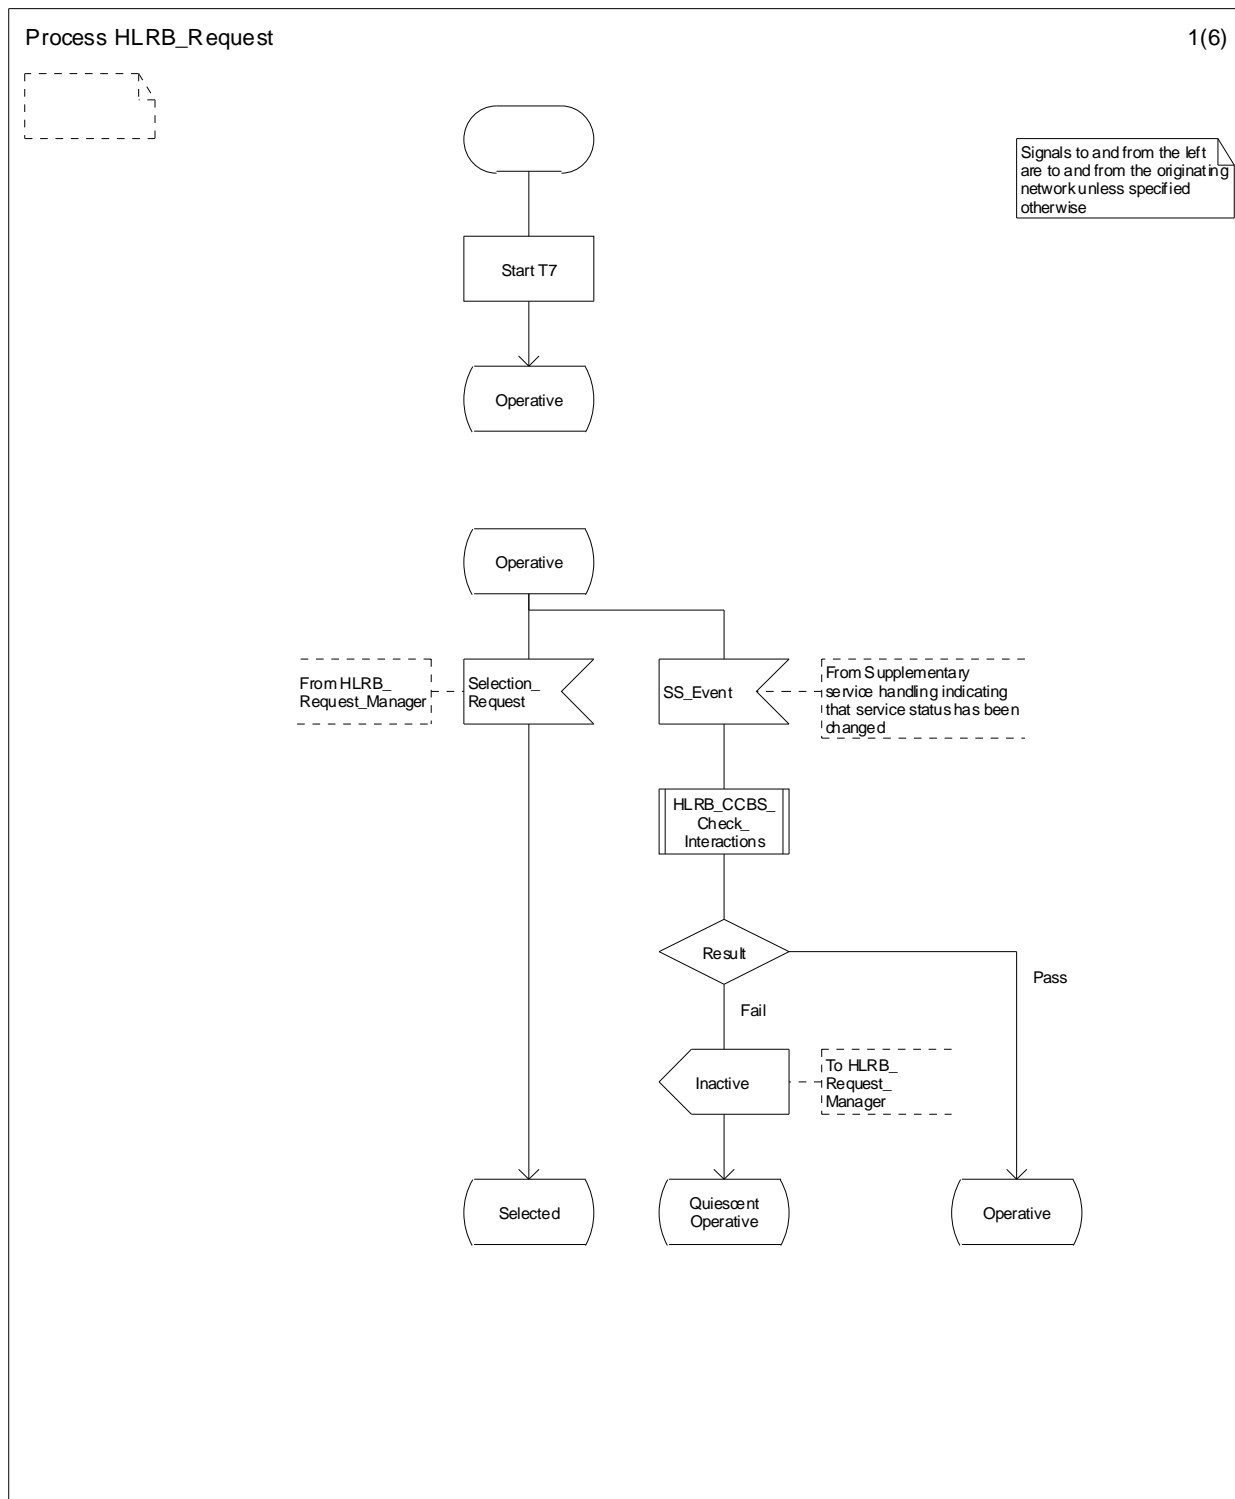 Process HLRB_Request
1(6)
Signals to and from the left
are to and from the originating
network unless specified
otherwise
Start T7
Operative
Operative
From HLRB_
Request_Manager
Selection_
Request
SS_Event
From Supplementary
service handling indicating
that service status has been
changed
HLRB_CCBS_
Check_
Interactions
Result
Pass
Fail
Inactive
To HLRB_
Request_
Manager
Selected
Quiescent
Operative
Operative